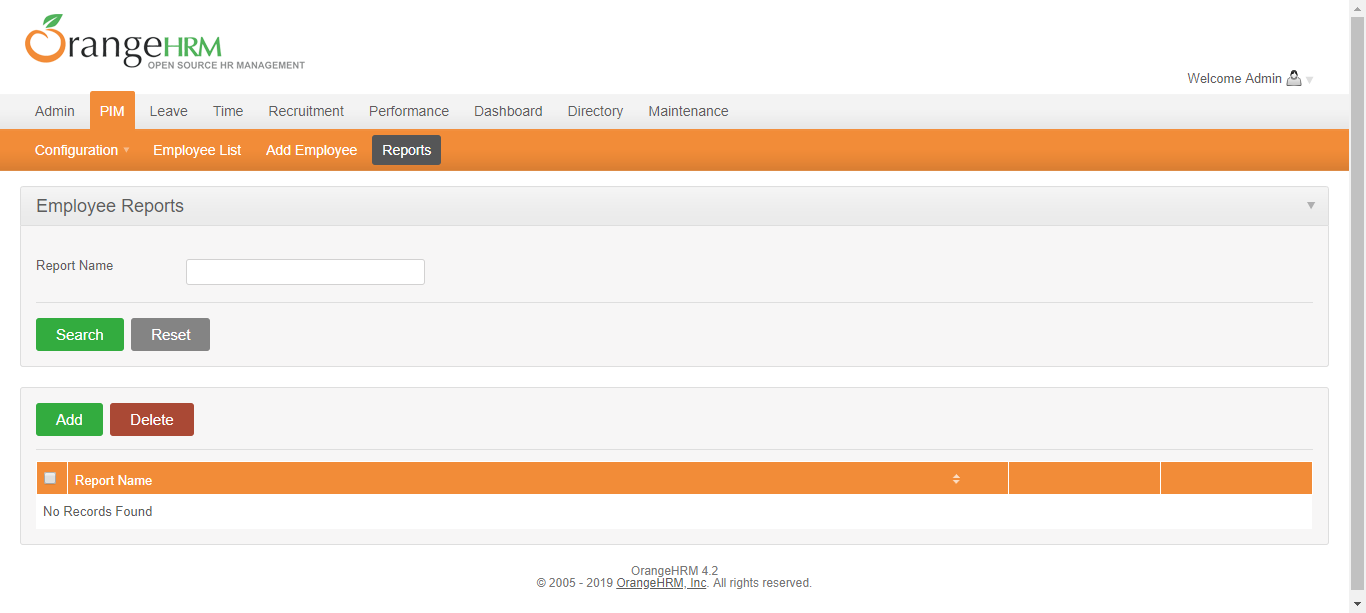 OrangeHRM
OPEN SOURCE HR MANAGEMENT
Welcome Admin
Admin PIM Leave Time Recruitment Performance Dashboard Directory Maintenance
Configuration Employee List Add Employee Reports
Employee Reports
Report Name
Search Reset
Add Delete
Report Name
No Records Found
OrangeHRM 4.2
© 2005 - 2019 OrangeHRM, Inc. All rights reserved.